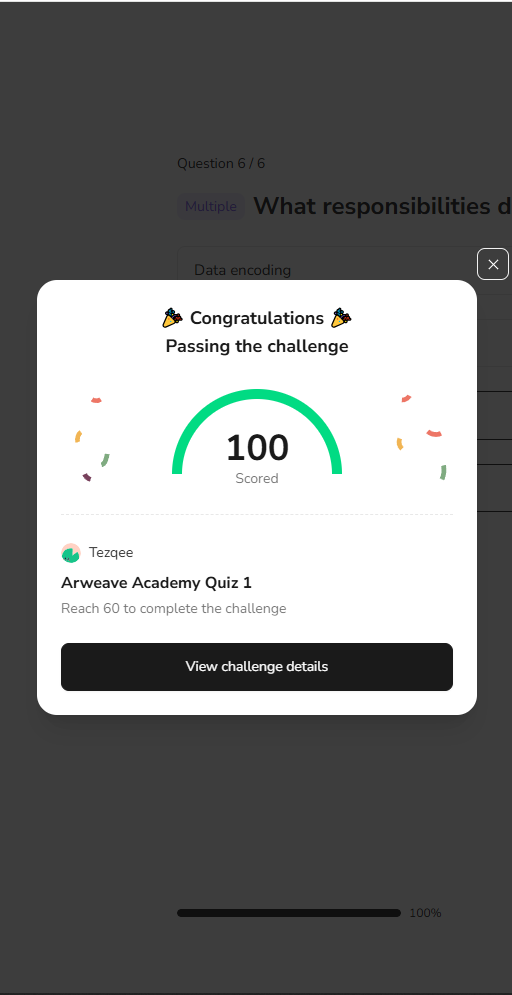 Question 6 / 6
Multiple What responsibilities d
Data encoding
Congratulations
Passing the challenge
100
Scored
Tezqee
Arweave Academy Quiz 1
Reach 60 to complete the challenge
View challenge details
100%